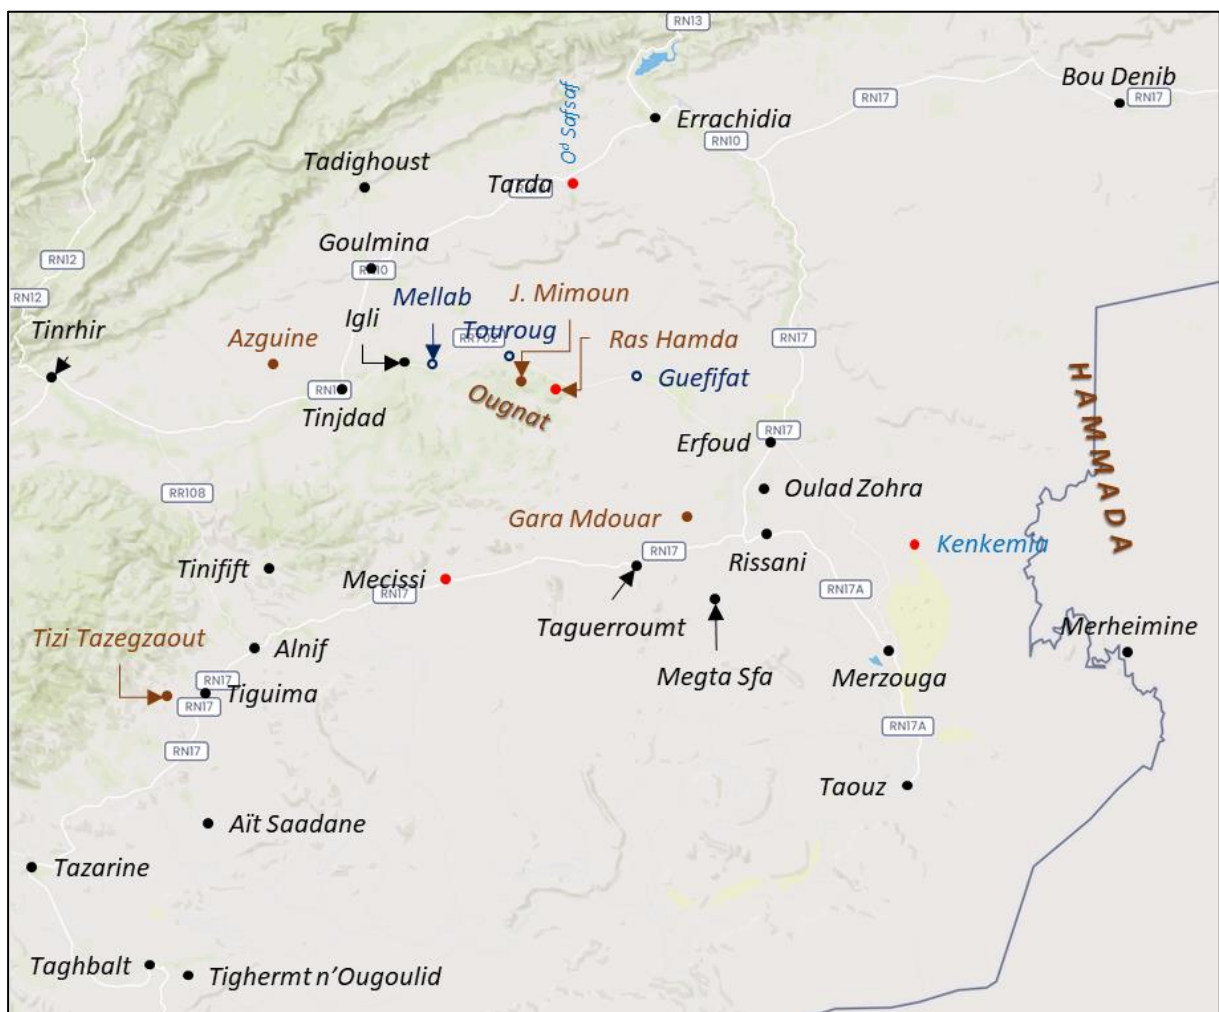 RN13
Bou Denib
RN17
RN17
Oᵈ Safsaf
Errachidia
RN10
Tadighoust
Tarda
Goulmina
RN10
RN12
RN12
J. Mimoun
Mellab
Igli
Touroug
RR702
Ras Hamda
RN17
Tinrhir
Azguine
Guefifat
HAMMADA
Tinjdad
Ougnat
Erfoud
RN17
RR108
Oulad Zohra
Gara Mdouar
Rissani
Kenkemia
RN17
Tinifift
Mecissi
RN17
RN17A
Taguerroumt
Merheimine
Tizi Tazegzaout
Alnif
Megta Sfa
Merzouga
RN17
Tiguima
RN17
RN17
RN17A
Taouz
Aït Saadane
Tazarine
Taghbalt
Tighermt n’Ougoulid